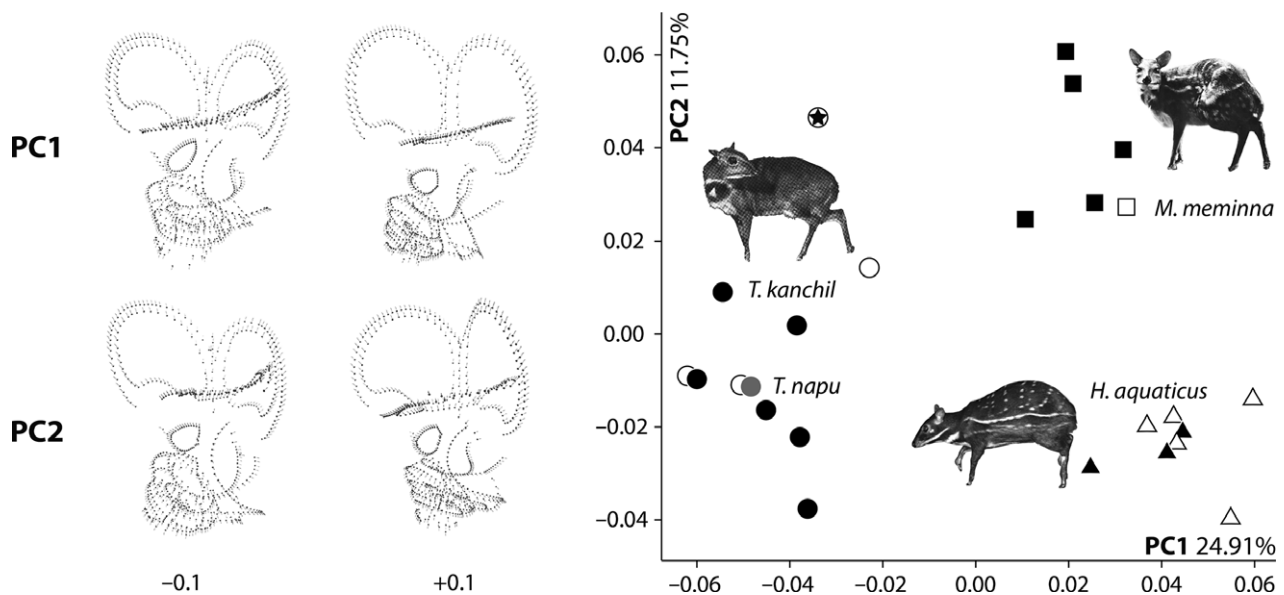 PC1
PC2
−0.1
+0.1
PC2 11.75%
0.06
0.04
0.02
0.00
−0.02
−0.04
M. meminna
T. kanchil
T. napu
H. aquaticus
PC1 24.91%
−0.06
−0.04
−0.02
0.00
0.02
0.04
0.06